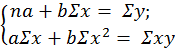 na + bΣx = Σy;
aΣx + bΣx² = Σxy